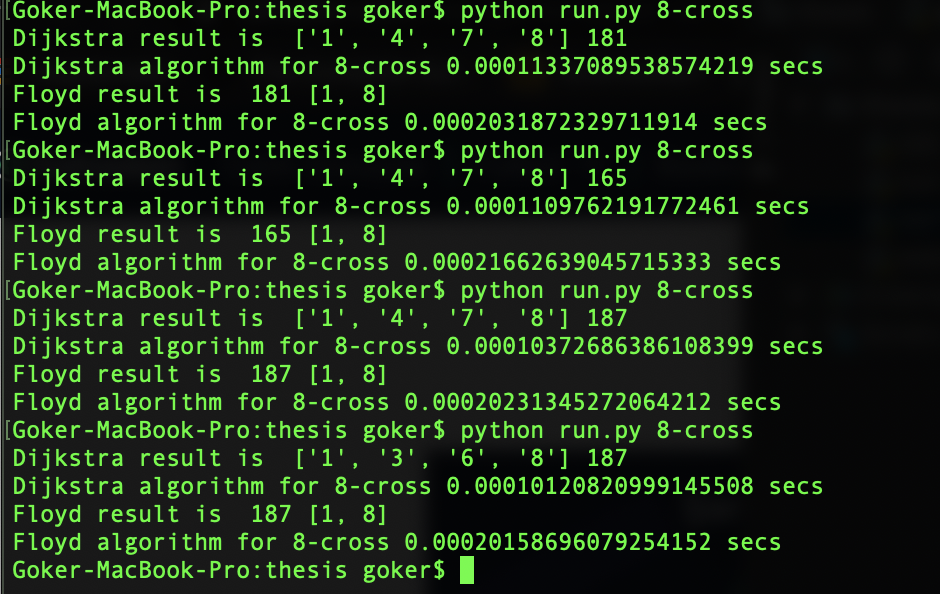 [Goker-MacBook-Pro:thesis goker$ python run.py 8-cross
Dijkstra result is  ['1', '4', '7', '8'] 181
Dijkstra algorithm for 8-cross 0.00011337089538574219 secs
Floyd result is  181 [1, 8]
Floyd algorithm for 8-cross 0.0002031872329711914 secs
[Goker-MacBook-Pro:thesis goker$ python run.py 8-cross
Dijkstra result is  ['1', '4', '7', '8'] 165
Dijkstra algorithm for 8-cross 0.00011097621917724​61 secs
Floyd result is  165 [1, 8]
Floyd algorithm for 8-cross 0.00021662639045715333 secs
[Goker-MacBook-Pro:thesis goker$ python run.py 8-cross
Dijkstra result is  ['1', '4', '7', '8'] 187
Dijkstra algorithm for 8-cross 0.00010372686386108399 secs
Floyd result is  187 [1, 8]
Floyd algorithm for 8-cross 0.00020231345272064212 secs
[Goker-MacBook-Pro:thesis goker$ python run.py 8-cross
Dijkstra result is  ['1', '3', '6', '8'] 187
Dijkstra algorithm for 8-cross 0.00010120820999145508 secs
Floyd result is  187 [1, 8]
Floyd algorithm for 8-cross 0.00020158696079254152 secs
Goker-MacBook-Pro:thesis goker$